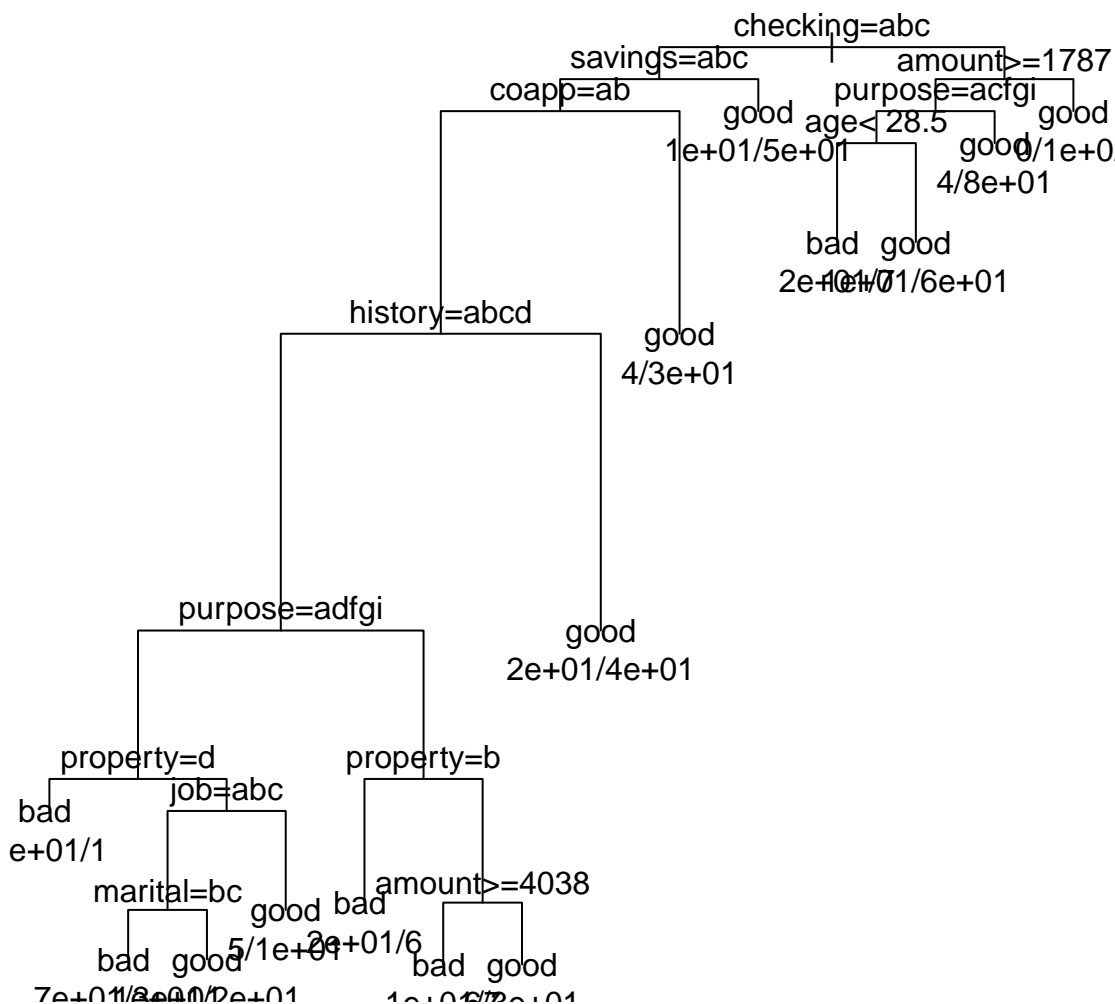 checking=abc
savings=abc
amount>=1787
coapp=ab
purpose=acfgi
good
1e+01/5e+01
age< 28.5
good
4/8e+01
good
bad
good
history=abcd
good
4/3e+01
purpose=adfgi
good
2e+01/4e+01
property=d
property=b
bad
e+01/1
job=abc
marital=bc
good
5/1e+01
bad
2e+01/6
amount>=4038
bad
good
bad
good